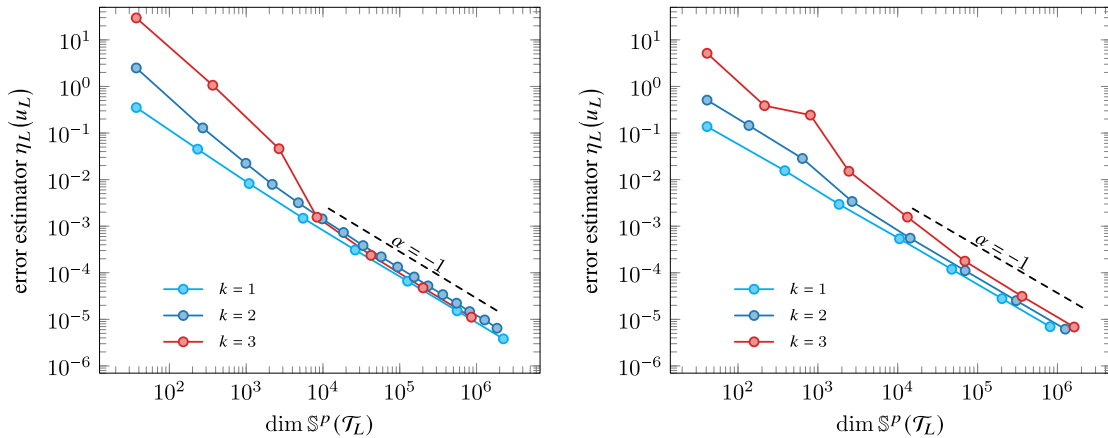 error estimator η_L(u_L)
10^1
10^0
10^−1
10^−2
10^−3
10^−4
10^−5
10^−6
α = −1
k = 1
k = 2
k = 3
10^2 10^3 10^4 10^5 10^6
dim 𝕊^p(𝒯_L)
error estimator η_L(u_L)
10^1
10^0
10^−1
10^−2
10^−3
10^−4
10^−5
10^−6
α = −1
k = 1
k = 2
k = 3
10^2 10^3 10^4 10^5 10^6
dim 𝕊^p(𝒯_L)